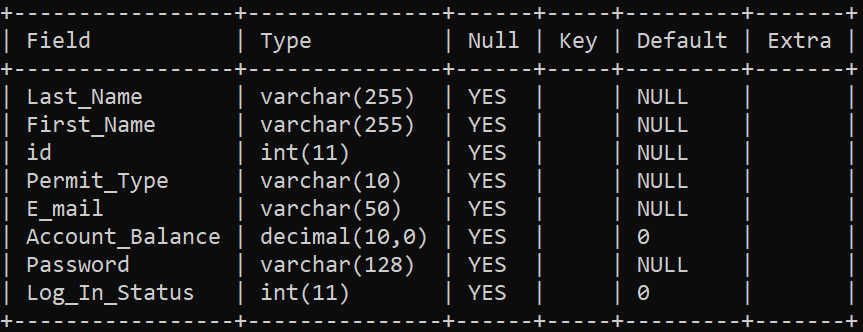 +-----------------+---------------+------+-----+---------+-------+
| Field           | Type          | Null | Key | Default | Extra |
+-----------------+---------------+------+-----+---------+-------+
| Last_Name       | varchar(255)  | YES  |     | NULL    |       |
| First_Name      | varchar(255)  | YES  |     | NULL    |       |
| id              | int(11)       | YES  |     | NULL    |       |
| Permit_Type     | varchar(10)   | YES  |     | NULL    |       |
| E_mail          | varchar(50)   | YES  |     | NULL    |       |
| Account_Balance | decimal(10,0) | YES  |     | 0       |       |
| Password        | varchar(128)  | YES  |     | NULL    |       |
| Log_In_Status   | int(11)       | YES  |     | 0       |       |
+-----------------+---------------+------+-----+---------+-------+